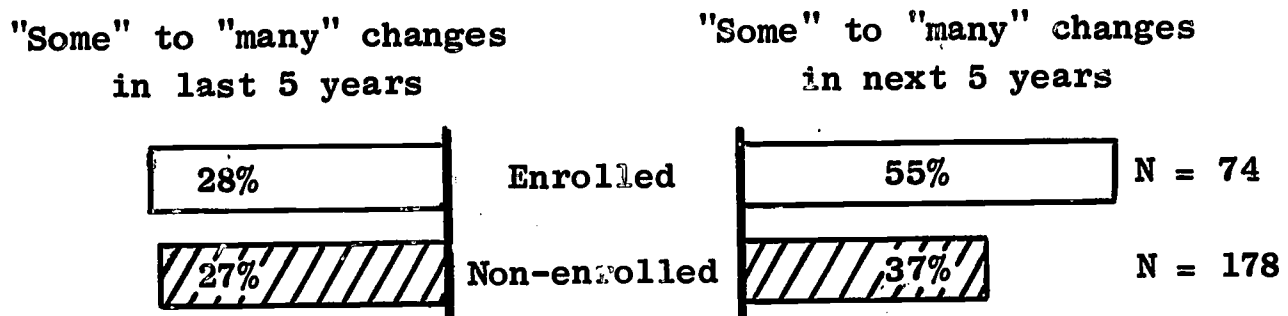 "Some" to "many" changes
in last 5 years
"Some" to "many" changes
in next 5 years
28% Enrolled 55% N = 74
27% Non-enrolled 37% N = 178